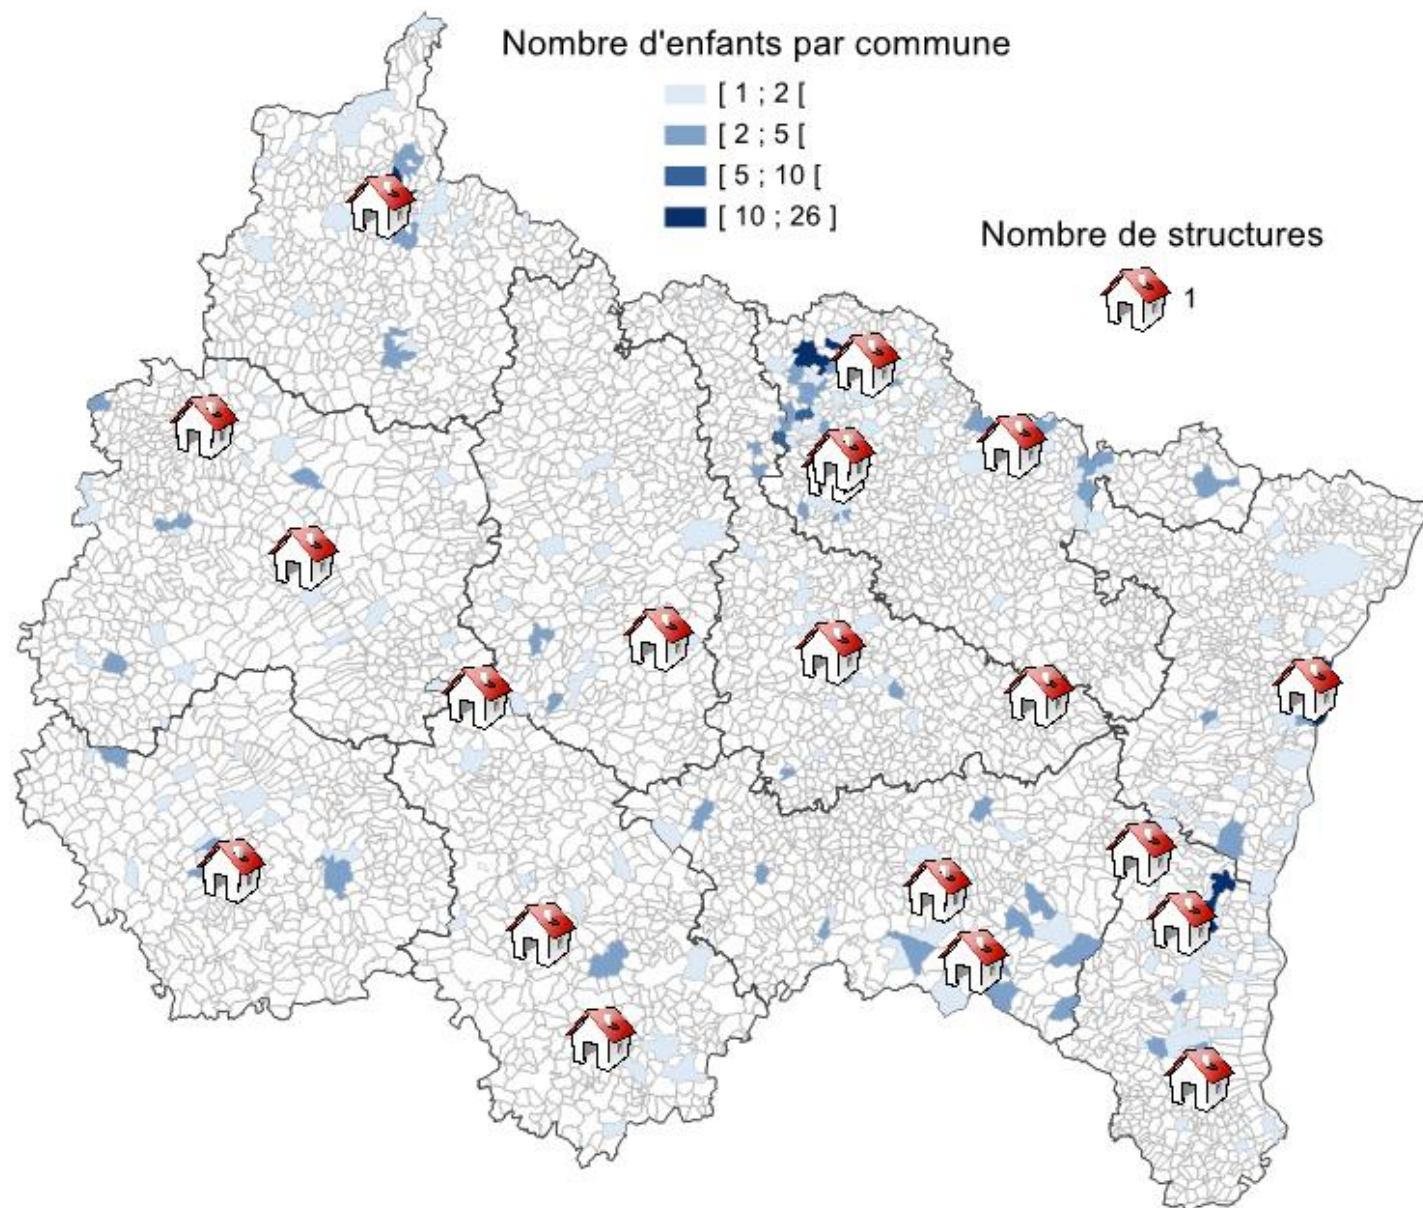 Nombre d'enfants par commune
[ 1 ; 2 [
[ 2 ; 5 [
[ 5 ; 10 [
[ 10 ; 26 ]
Nombre de structures
1